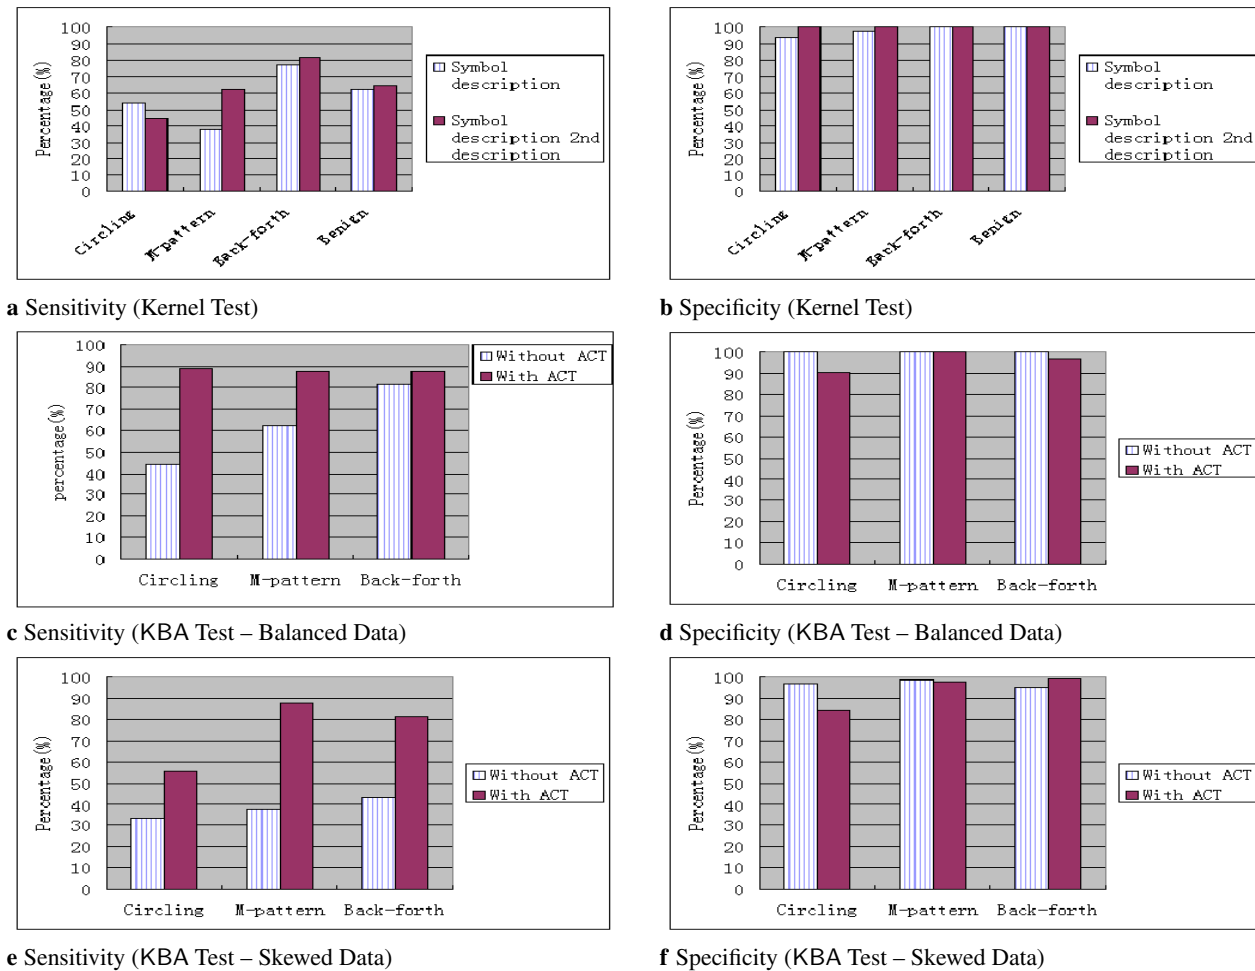 100
90
80
70
60
50
40
30
20
10
0
Percentage(%)
Circling
M-pattern
Back-forth
Benign
Symbol
description
Symbol
description 2nd
description
a Sensitivity (Kernel Test)
100
90
80
70
60
50
40
30
20
10
0
Percentage(%)
Circling
M-pattern
Back-forth
Benign
Symbol
description
Symbol
description 2nd
description
b Specificity (Kernel Test)
100
90
80
70
60
50
40
30
20
10
0
percentage(%)
Circling M-pattern Back-forth
Without ACT
With ACT
c Sensitivity (KBA Test – Balanced Data)
100
90
80
70
60
50
40
30
20
10
0
Percentage(%)
Circling M-pattern Back-forth
Without ACT
With ACT
d Specificity (KBA Test – Balanced Data)
100
90
80
70
60
50
40
30
20
10
0
Percentage(%)
Circling M-pattern Back-forth
Without ACT
With ACT
e Sensitivity (KBA Test – Skewed Data)
100
90
80
70
60
50
40
30
20
10
0
Percentage(%)
Circling M-pattern Back-forth
Without ACT
With ACT
f Specificity (KBA Test – Skewed Data)